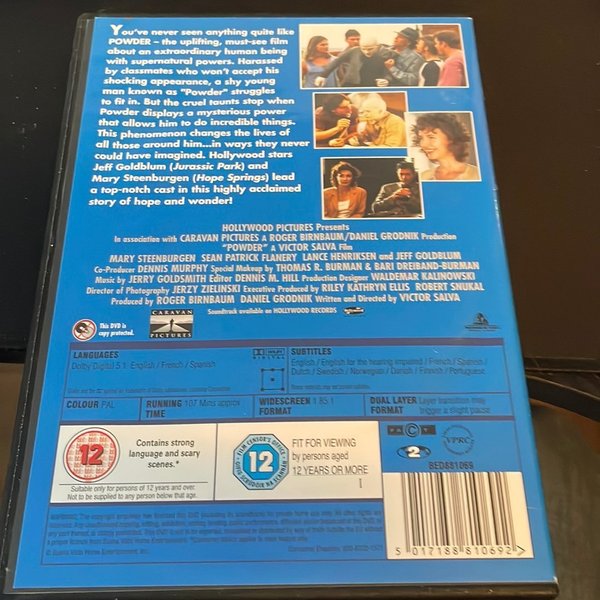 You've never seen anything quite like
POWDER – the uplifting, must-see film
about an extraordinary human being
with supernatural powers. Harassed
by classmates who won't accept his
shocking appearance, a shy young
man known as "Powder" struggles
to fit in. But the cruel taunts stop when
Powder displays a mysterious power
that allows him to do incredible things.
This phenomenon changes the lives of
all those around him...in ways they never
could have imagined. Hollywood stars
Jeff Goldblum (Jurassic Park) and
Mary Steenburgen (Hope Springs) lead
a top-notch cast in this highly acclaimed
story of hope and wonder!
HOLLYWOOD PICTURES Presents
In association with CARAVAN PICTURES A ROGER BIRNBAUM/DANIEL GRODNIK Production
"POWDER" A VICTOR SALVA Film
MARY STEENBURGEN SEAN PATRICK FLANERY LANCE HENRIKSEN and JEFF GOLDBLUM
Co-Producer DENNIS MURPHY Special Makeup by THOMAS R. BURMAN & BARI DREIBAND-BURMAN
Music by JERRY GOLDSMITH Editor DENNIS M. HILL Production Designer WALDEMAR KALINOWSKI
Director of Photography JERZY ZIELINSKI Executive Produced by RILEY KATHRYN ELLIS ROBERT SNUKAL
Produced by ROGER BIRNBAUM DANIEL GRODNIK Written and Directed by VICTOR SALVA
This DVD is
copy protected
CARAVAN
PICTURES
Soundtrack available on HOLLYWOOD RECORDS
LANGUAGES
Dolby Digital 5.1: English / French / Spanish
DOLBY
DIGITAL
SUBTITLES
English / English for the hearing impaired / French / Spanish /
Dutch / Swedish / Norwegian / Danish / Finnish / Portuguese
COLOUR PAL
RUNNING TIME 107 Mins approx
WIDESCREEN FORMAT 1.85:1
DUAL LAYER FORMAT Layer transition may
trigger a slight pause
12
Contains strong
language and scary
scenes.*
Suitable only for persons of 12 years and over.
Not to be supplied to any person below that age.
FILM CENSOR'S OFFICE
12
FIT FOR VIEWING
by persons aged
12 YEARS OR MORE
C
2
VPRC
BED881069
5 017188 810692